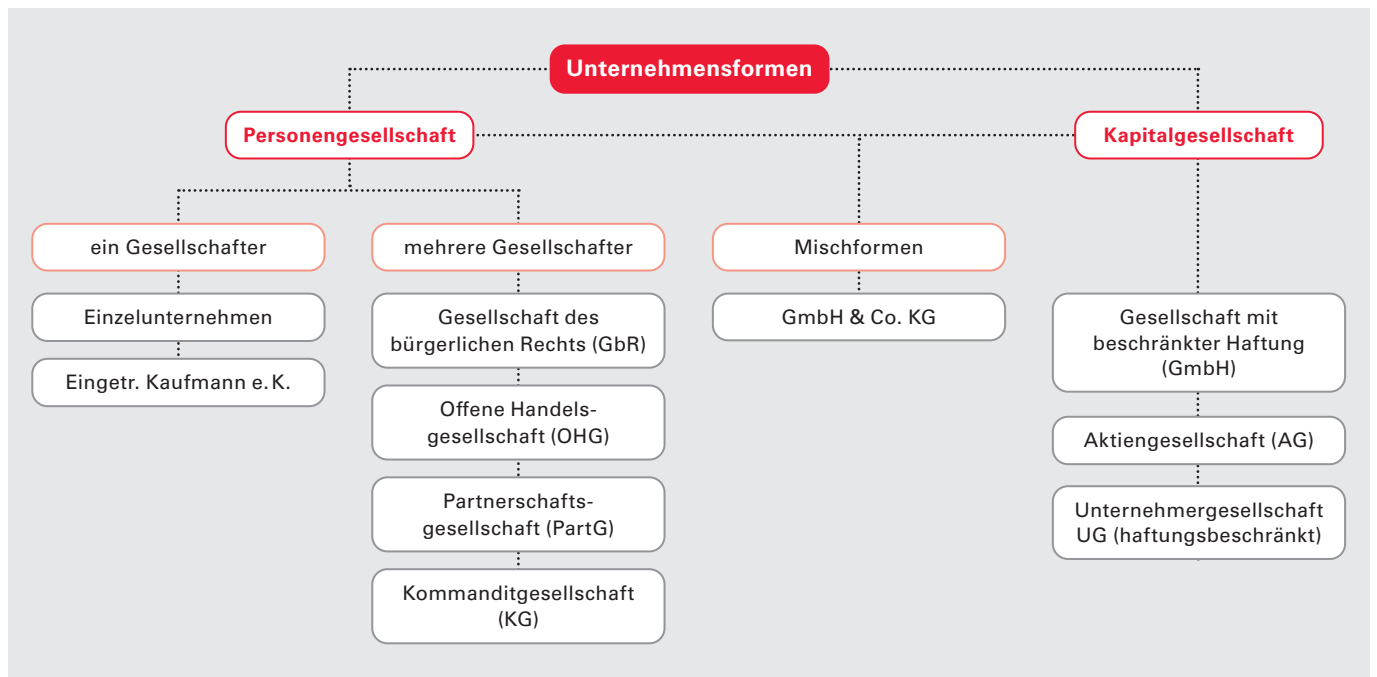 Unternehmensformen
Personengesellschaft
Kapitalgesellschaft
ein Gesellschafter
mehrere Gesellschafter
Mischformen
Einzelunternehmen
Eingetr. Kaufmann e. K.
Gesellschaft des
bürgerlichen Rechts (GbR)
Offene Handels-
gesellschaft (OHG)
Partnerschafts-
gesellschaft (PartG)
Kommanditgesellschaft
(KG)
GmbH & Co. KG
Gesellschaft mit
beschränkter Haftung
(GmbH)
Aktiengesellschaft (AG)
Unternehmergesellschaft
UG (haftungsbeschränkt)